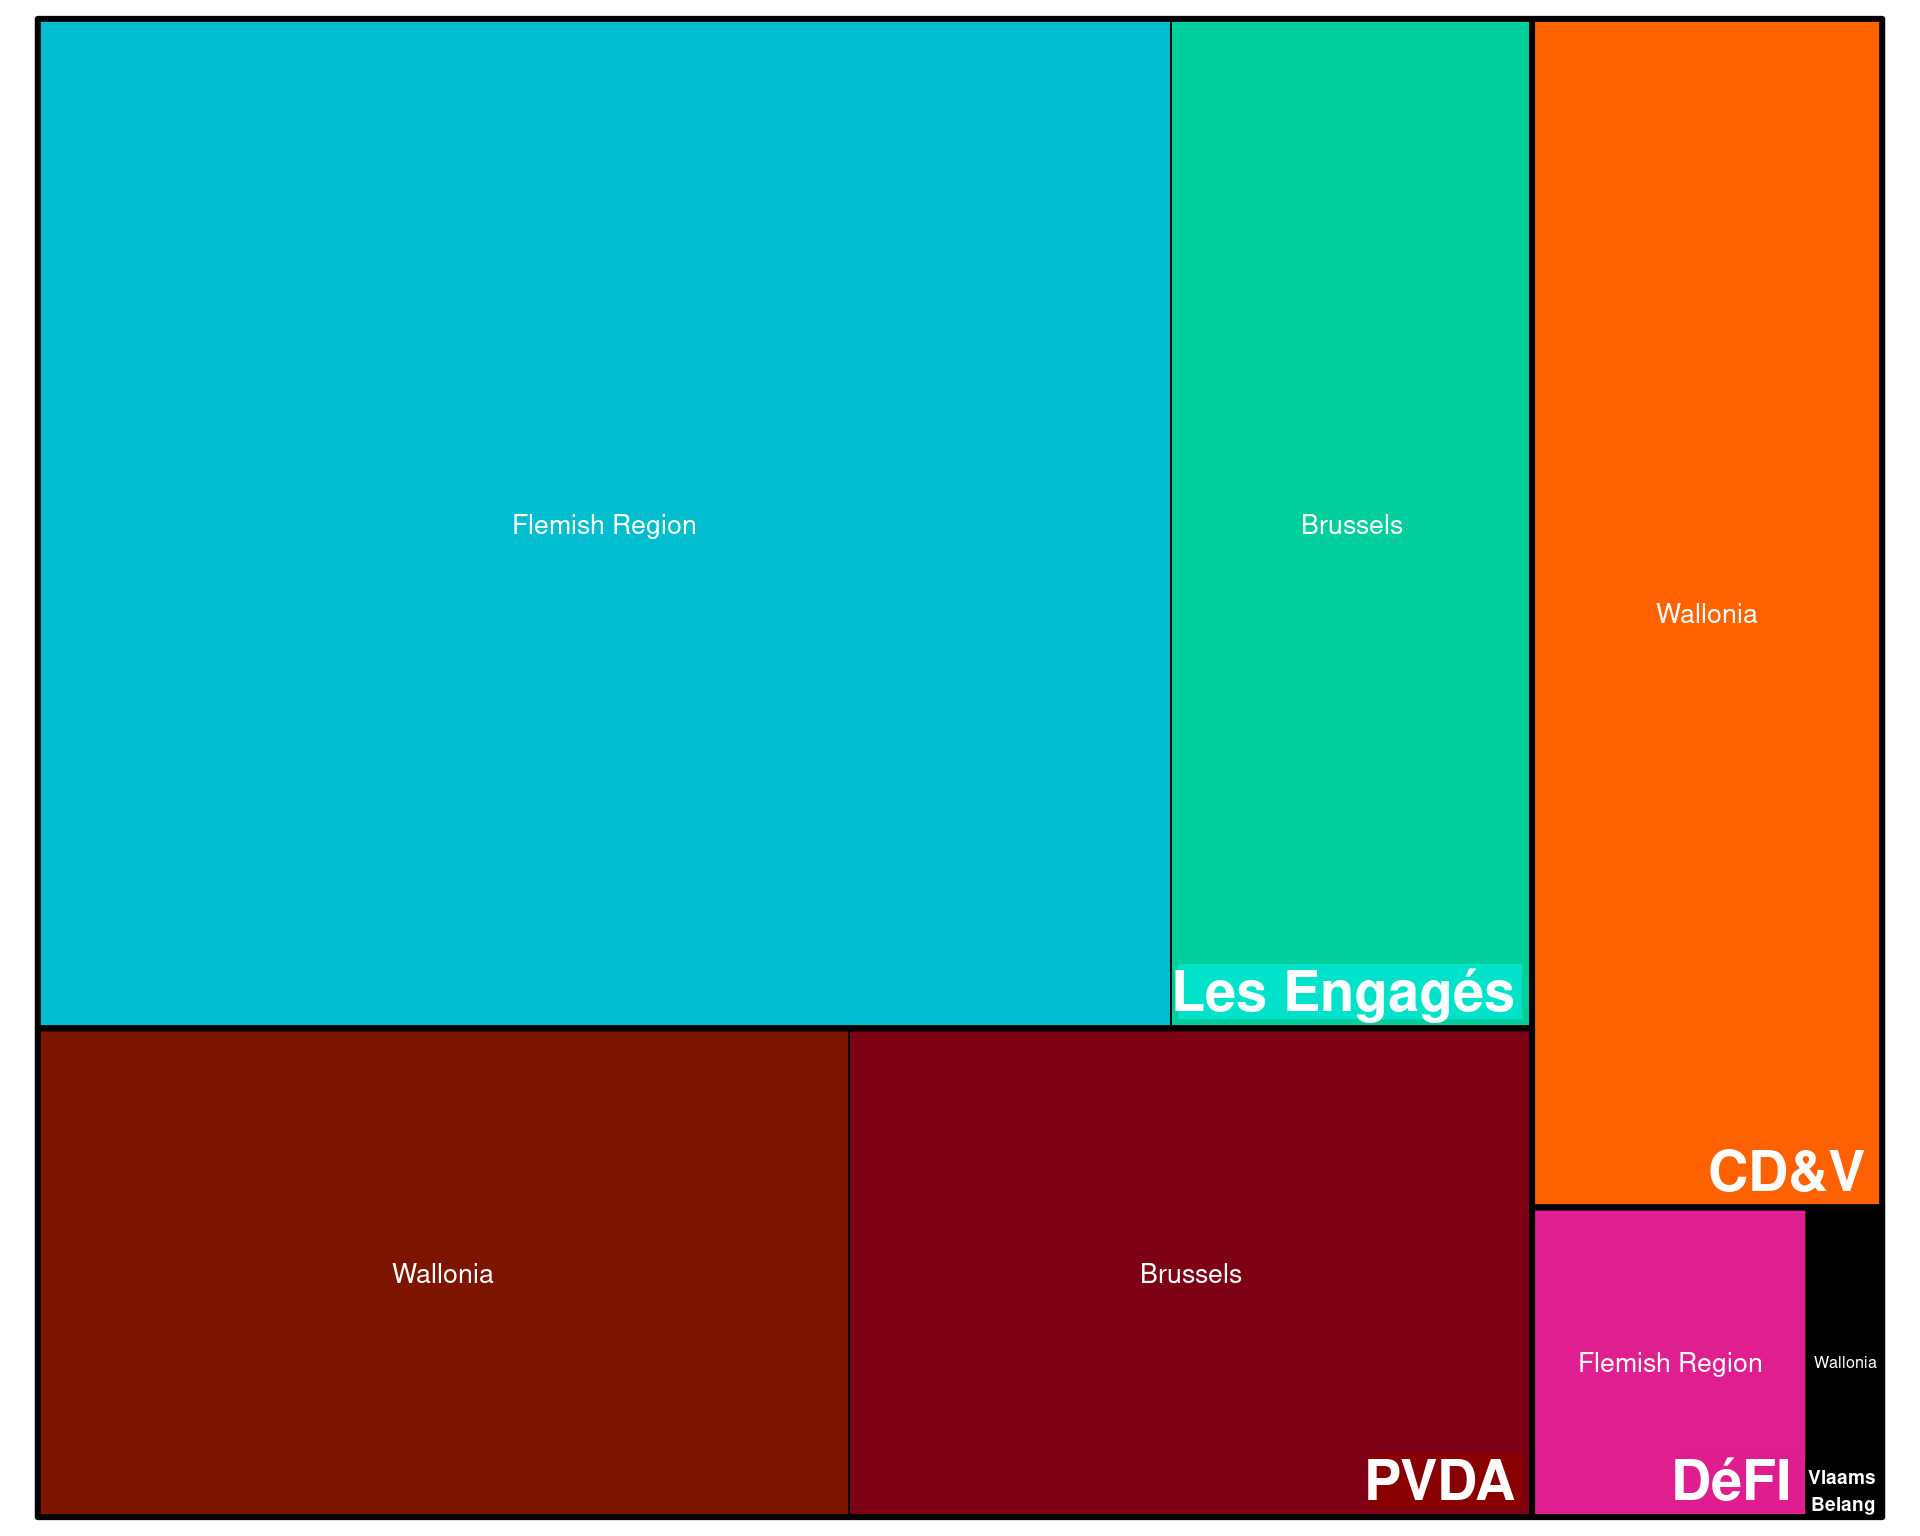 Flemish Region
Brussels
Les Engagés
Wallonia
CD&V
Wallonia
Brussels
PVDA
Flemish Region
DéFI
Wallonia
Vlaams
Belang